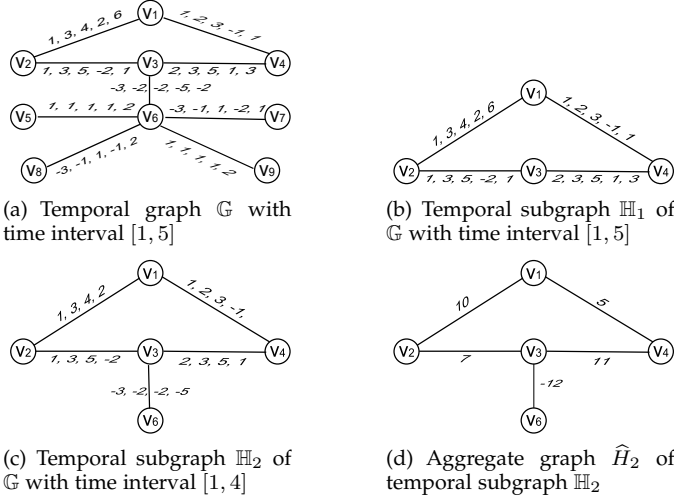 V1
1, 3, 4, 2, 6
1, 2, 3, -1, 1
V2
V3
V4
1, 3, 5, -2, 1
2, 3, 5, 1, 3
-3, -2, -2, -5, -2
V5
1, 1, 1, 1, 2
V6
-3, -1, 1, -2, 1
V7
-3, -1, 1, -1, 2
1, 1, 1, 1, 2
V8
V9
(a) Temporal graph 𝔾 with
time interval [1, 5]
V1
1, 3, 4, 2, 6
1, 2, 3, -1, 1
V2
V3
V4
1, 3, 5, -2, 1
2, 3, 5, 1, 3
(b) Temporal subgraph ℍ1 of
𝔾 with time interval [1, 5]
V1
1, 3, 4, 2
1, 2, 3, -1,
V2
V3
V4
1, 3, 5, -2
2, 3, 5, 1
-3, -2, -2, -5
V6
(c) Temporal subgraph ℍ2 of
𝔾 with time interval [1, 4]
V1
10
5
V2
V3
V4
7
11
-12
V6
(d) Aggregate graph Ĥ2 of
temporal subgraph ℍ2